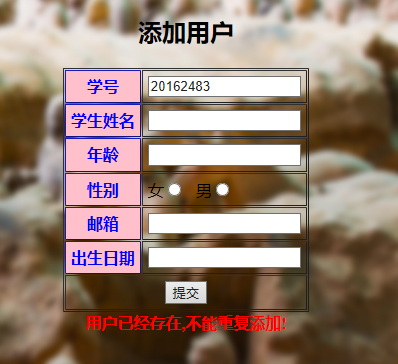 添加用户
学号 20162483
学生姓名
年龄
性别 女 男
邮箱
出生日期
提交
用户已经存在,不能重复添加!